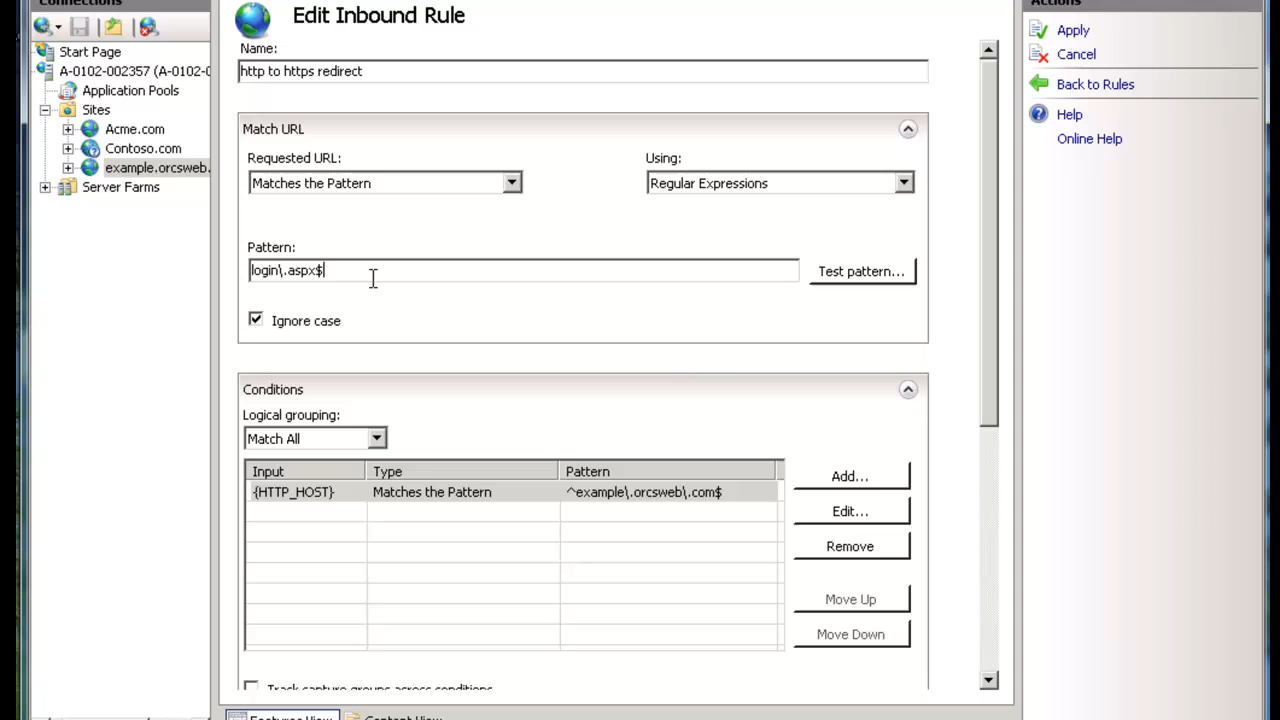 Connections
Start Page
A-0102-002357 (A-0102-0
Application Pools
Sites
Acme.com
Contoso.com
example.orcsweb.
Server Farms
Edit Inbound Rule
Name:
http to https redirect
Match URL
Requested URL:
Using:
Matches the Pattern
Regular Expressions
Pattern:
login\.aspx$
Test pattern...
Ignore case
Conditions
Logical grouping:
Match All
Input Type Pattern
{HTTP_HOST} Matches the Pattern ^example\.orcsweb\.com$
Add...
Edit...
Remove
Move Up
Move Down
Track capture groups across conditions
Features View
Content View
Actions
Apply
Cancel
Back to Rules
Help
Online Help